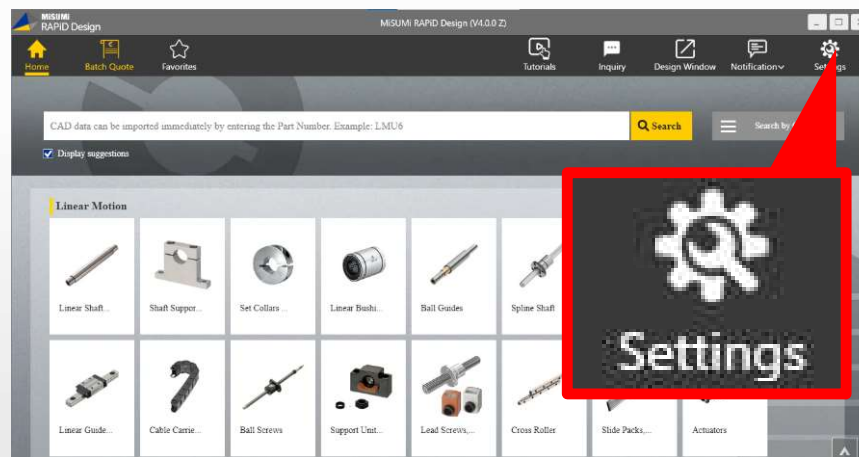 MiSUMi
RAPiD Design
MiSUMi RAPiD Design (V4.0.0 Z)
Home
Batch Quote
Favorites
Tutorials
Inquiry
Design Window
Notification
Settings
CAD data can be imported immediately by entering the Part Number. Example: LMU6
Search
Search by
Display suggestions
Linear Motion
Linear Shaft...
Shaft Suppor...
Set Collars ...
Linear Bushi...
Ball Guides
Spline Shaft
Settings
Linear Guide...
Cable Carrie...
Ball Screws
Support Unit...
Lead Screws,...
Cross Roller
Slide Packs,...
Actuators